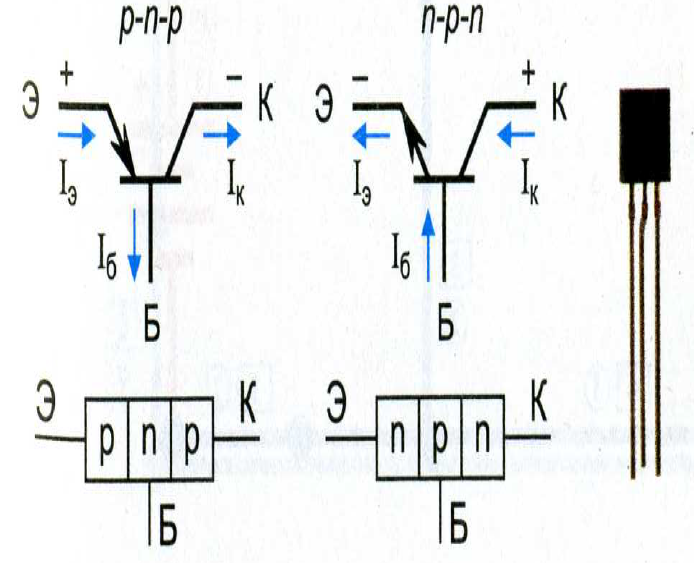 p-n-p
n-p-n
Э + − К
Э − + К
Iэ Iк
Iэ Iк
Iб
Iб
Б
Б
Э К
Э К
p n p
n p n
Б
Б